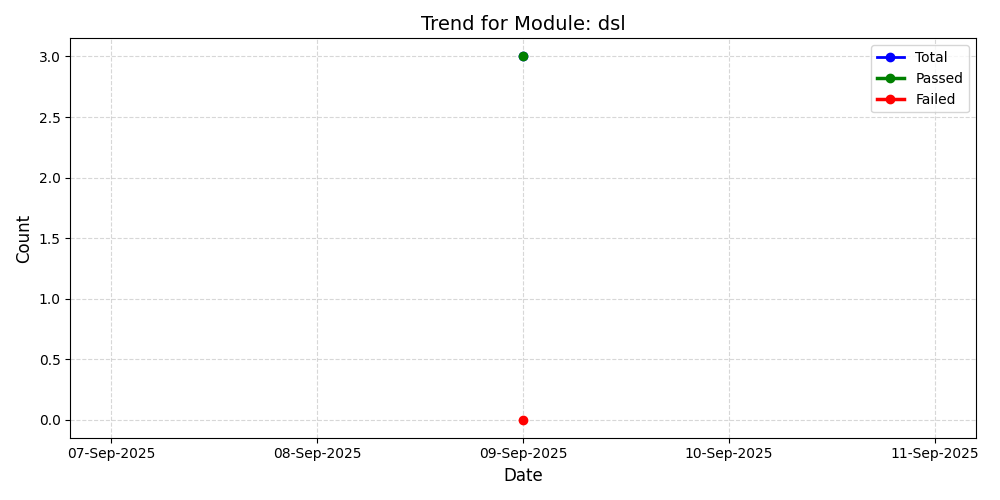 Trend for Module: dsl
Total
Passed
Failed
3.0
2.5
2.0
1.5
1.0
0.5
0.0
Count
07-Sep-2025
08-Sep-2025
09-Sep-2025
10-Sep-2025
11-Sep-2025
Date